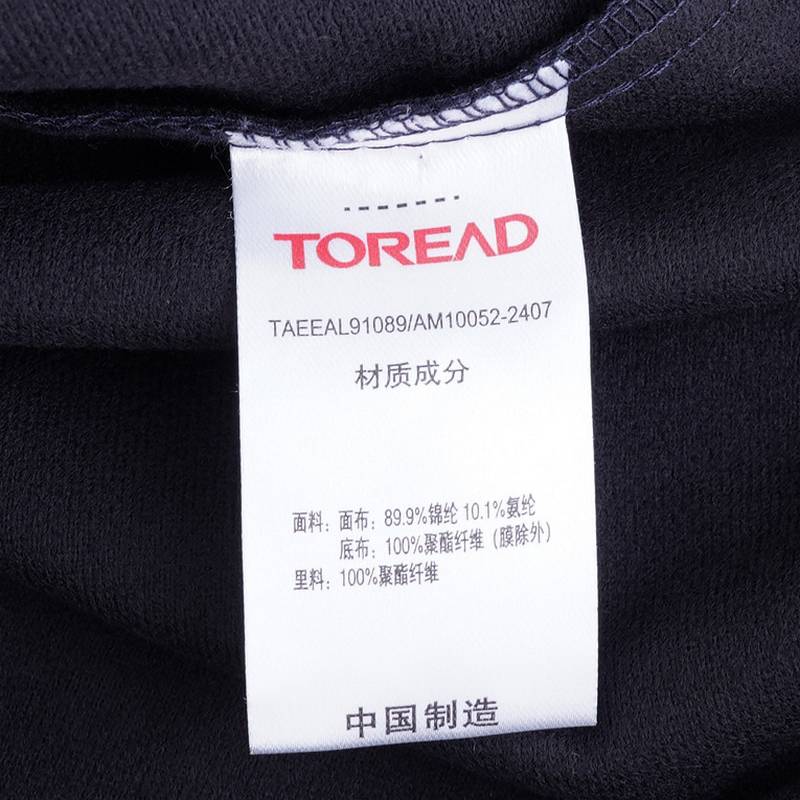 TOREAD
TAEEAL91089/AM10052-2407
材质成分
面料：面布：89.9%锦纶 10.1%氨纶
底布：100%聚酯纤维（膜除外）
里料：100%聚酯纤维
中国制造